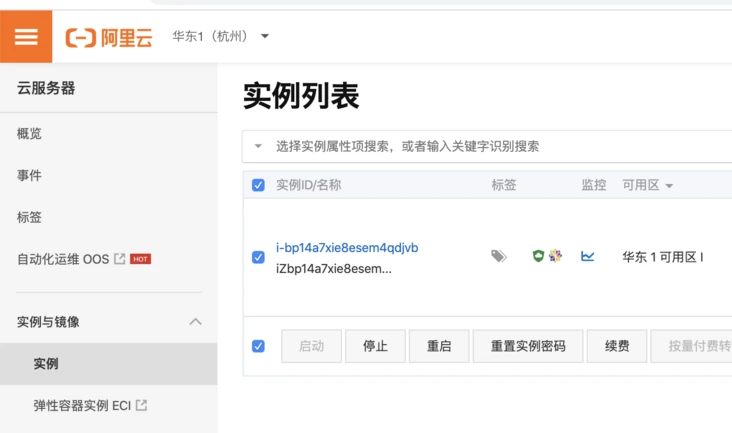 阿里云 华东1（杭州）
云服务器
概览
事件
标签
自动化运维 OOS HOT
实例与镜像
实例
弹性容器实例 ECI
实例列表
选择实例属性项搜索，或者输入关键字识别搜索
实例ID/名称 标签 监控 可用区
i-bp14a7xie8esem4qdjvb
iZbp14a7xie8esem...
华东 1 可用区 I
启动 停止 重启 重置实例密码 续费 按量付费转